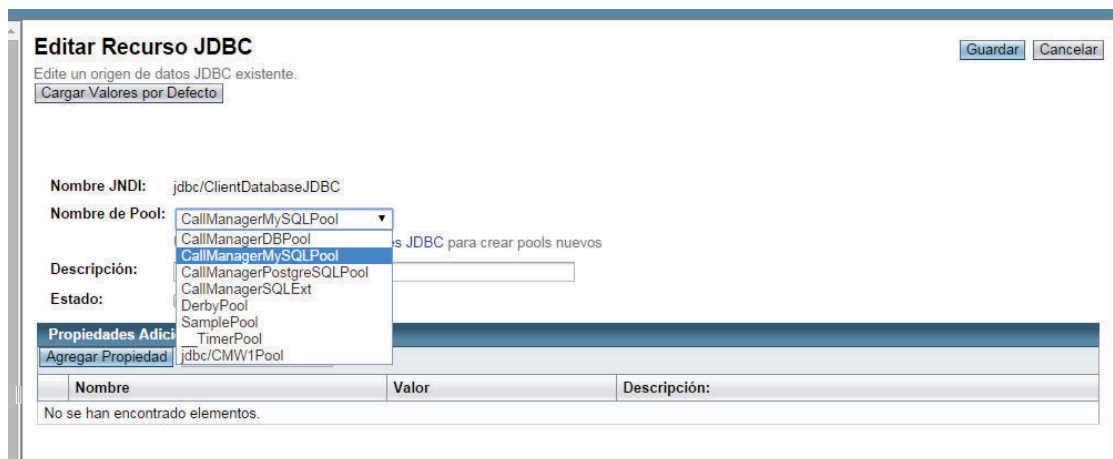 Editar Recurso JDBC
Guardar Cancelar
Edite un origen de datos JDBC existente.
Cargar Valores por Defecto
Nombre JNDI: jdbc/ClientDatabaseJDBC
Nombre de Pool: CallManagerMySQLPool
CallManagerDBPool
JDBC para crear pools nuevos
CallManagerMySQLPool
CallManagerPostgreSQLPool
Descripción:
CallManagerSQLExt
Estado:
DerbyPool
SamplePool
__TimerPool
Propiedades
Agregar Propiedad
jdbc/CMW1Pool
Nombre Valor Descripción:
No se han encontrado elementos.